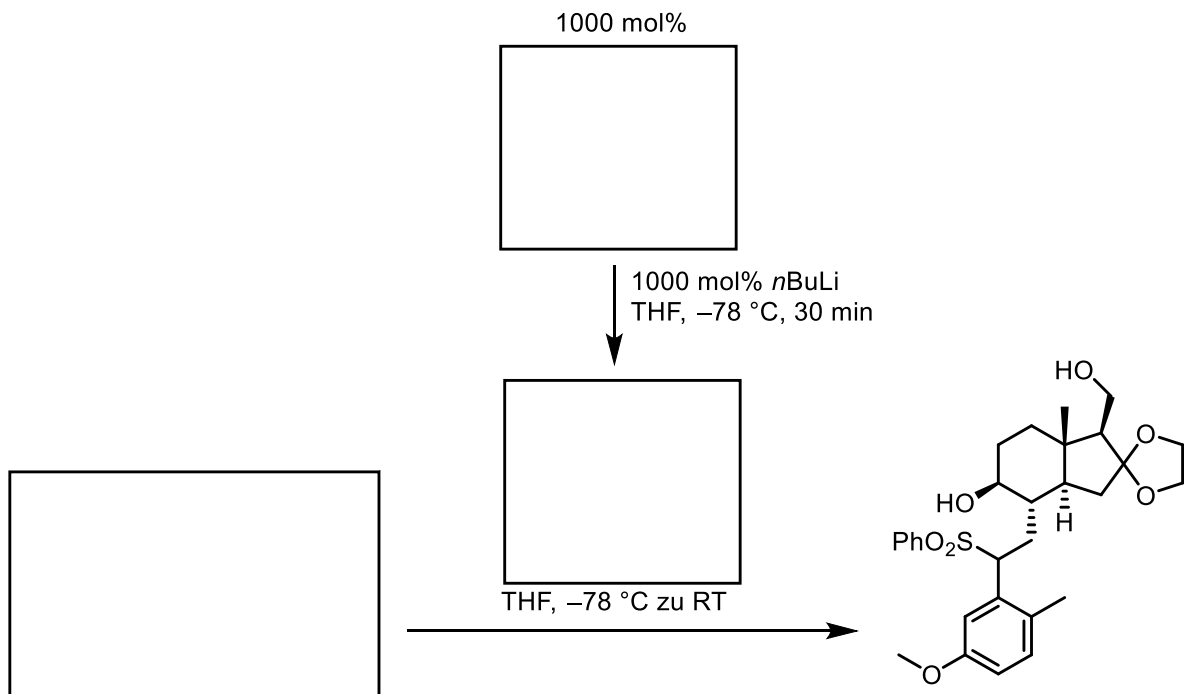 1000 mol%
1000 mol% nBuLi
THF, –78 °C, 30 min
THF, –78 °C zu RT
HO
O
O
HO
H
PhO2S
O